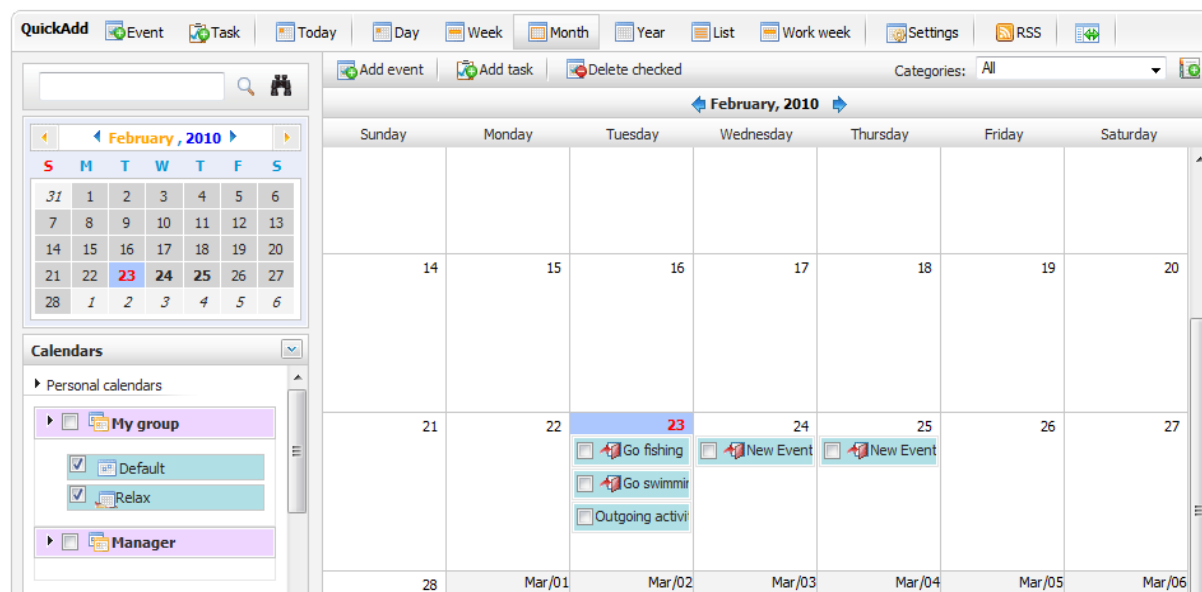 QuickAdd Event Task Today Day Week Month Year List Work week Settings RSS
Add event Add task Delete checked Categories: All
February, 2010
Sunday Monday Tuesday Wednesday Thursday Friday Saturday
February , 2010
S M T W T F S
31 1 2 3 4 5 6
7 8 9 10 11 12 13
14 15 16 17 18 19 20
21 22 23 24 25 26 27
28 1 2 3 4 5 6
Calendars
Personal calendars
My group
Default
Relax
Manager
14 15 16 17 18 19 20
21 22 23 24 25 26 27
Go fishing New Event New Event
Go swimmin
Outgoing activi
28 Mar/01 Mar/02 Mar/03 Mar/04 Mar/05 Mar/06